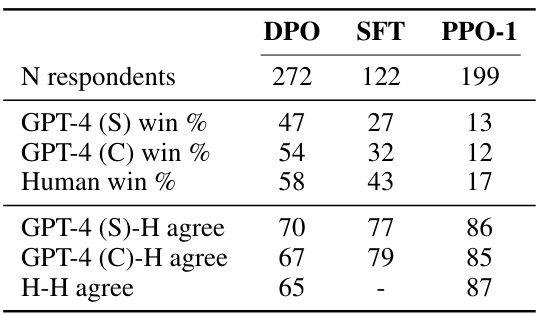 DPO SFT PPO-1
N respondents 272 122 199
GPT-4 (S) win % 47 27 13
GPT-4 (C) win % 54 32 12
Human win % 58 43 17
GPT-4 (S)-H agree 70 77 86
GPT-4 (C)-H agree 67 79 85
H-H agree 65 - 87